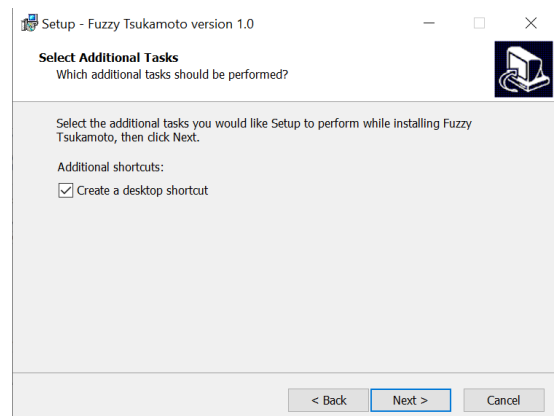 Setup - Fuzzy Tsukamoto version 1.0
Select Additional Tasks
Which additional tasks should be performed?
Select the additional tasks you would like Setup to perform while installing Fuzzy
Tsukamoto, then click Next.
Additional shortcuts:
Create a desktop shortcut
< Back Next > Cancel